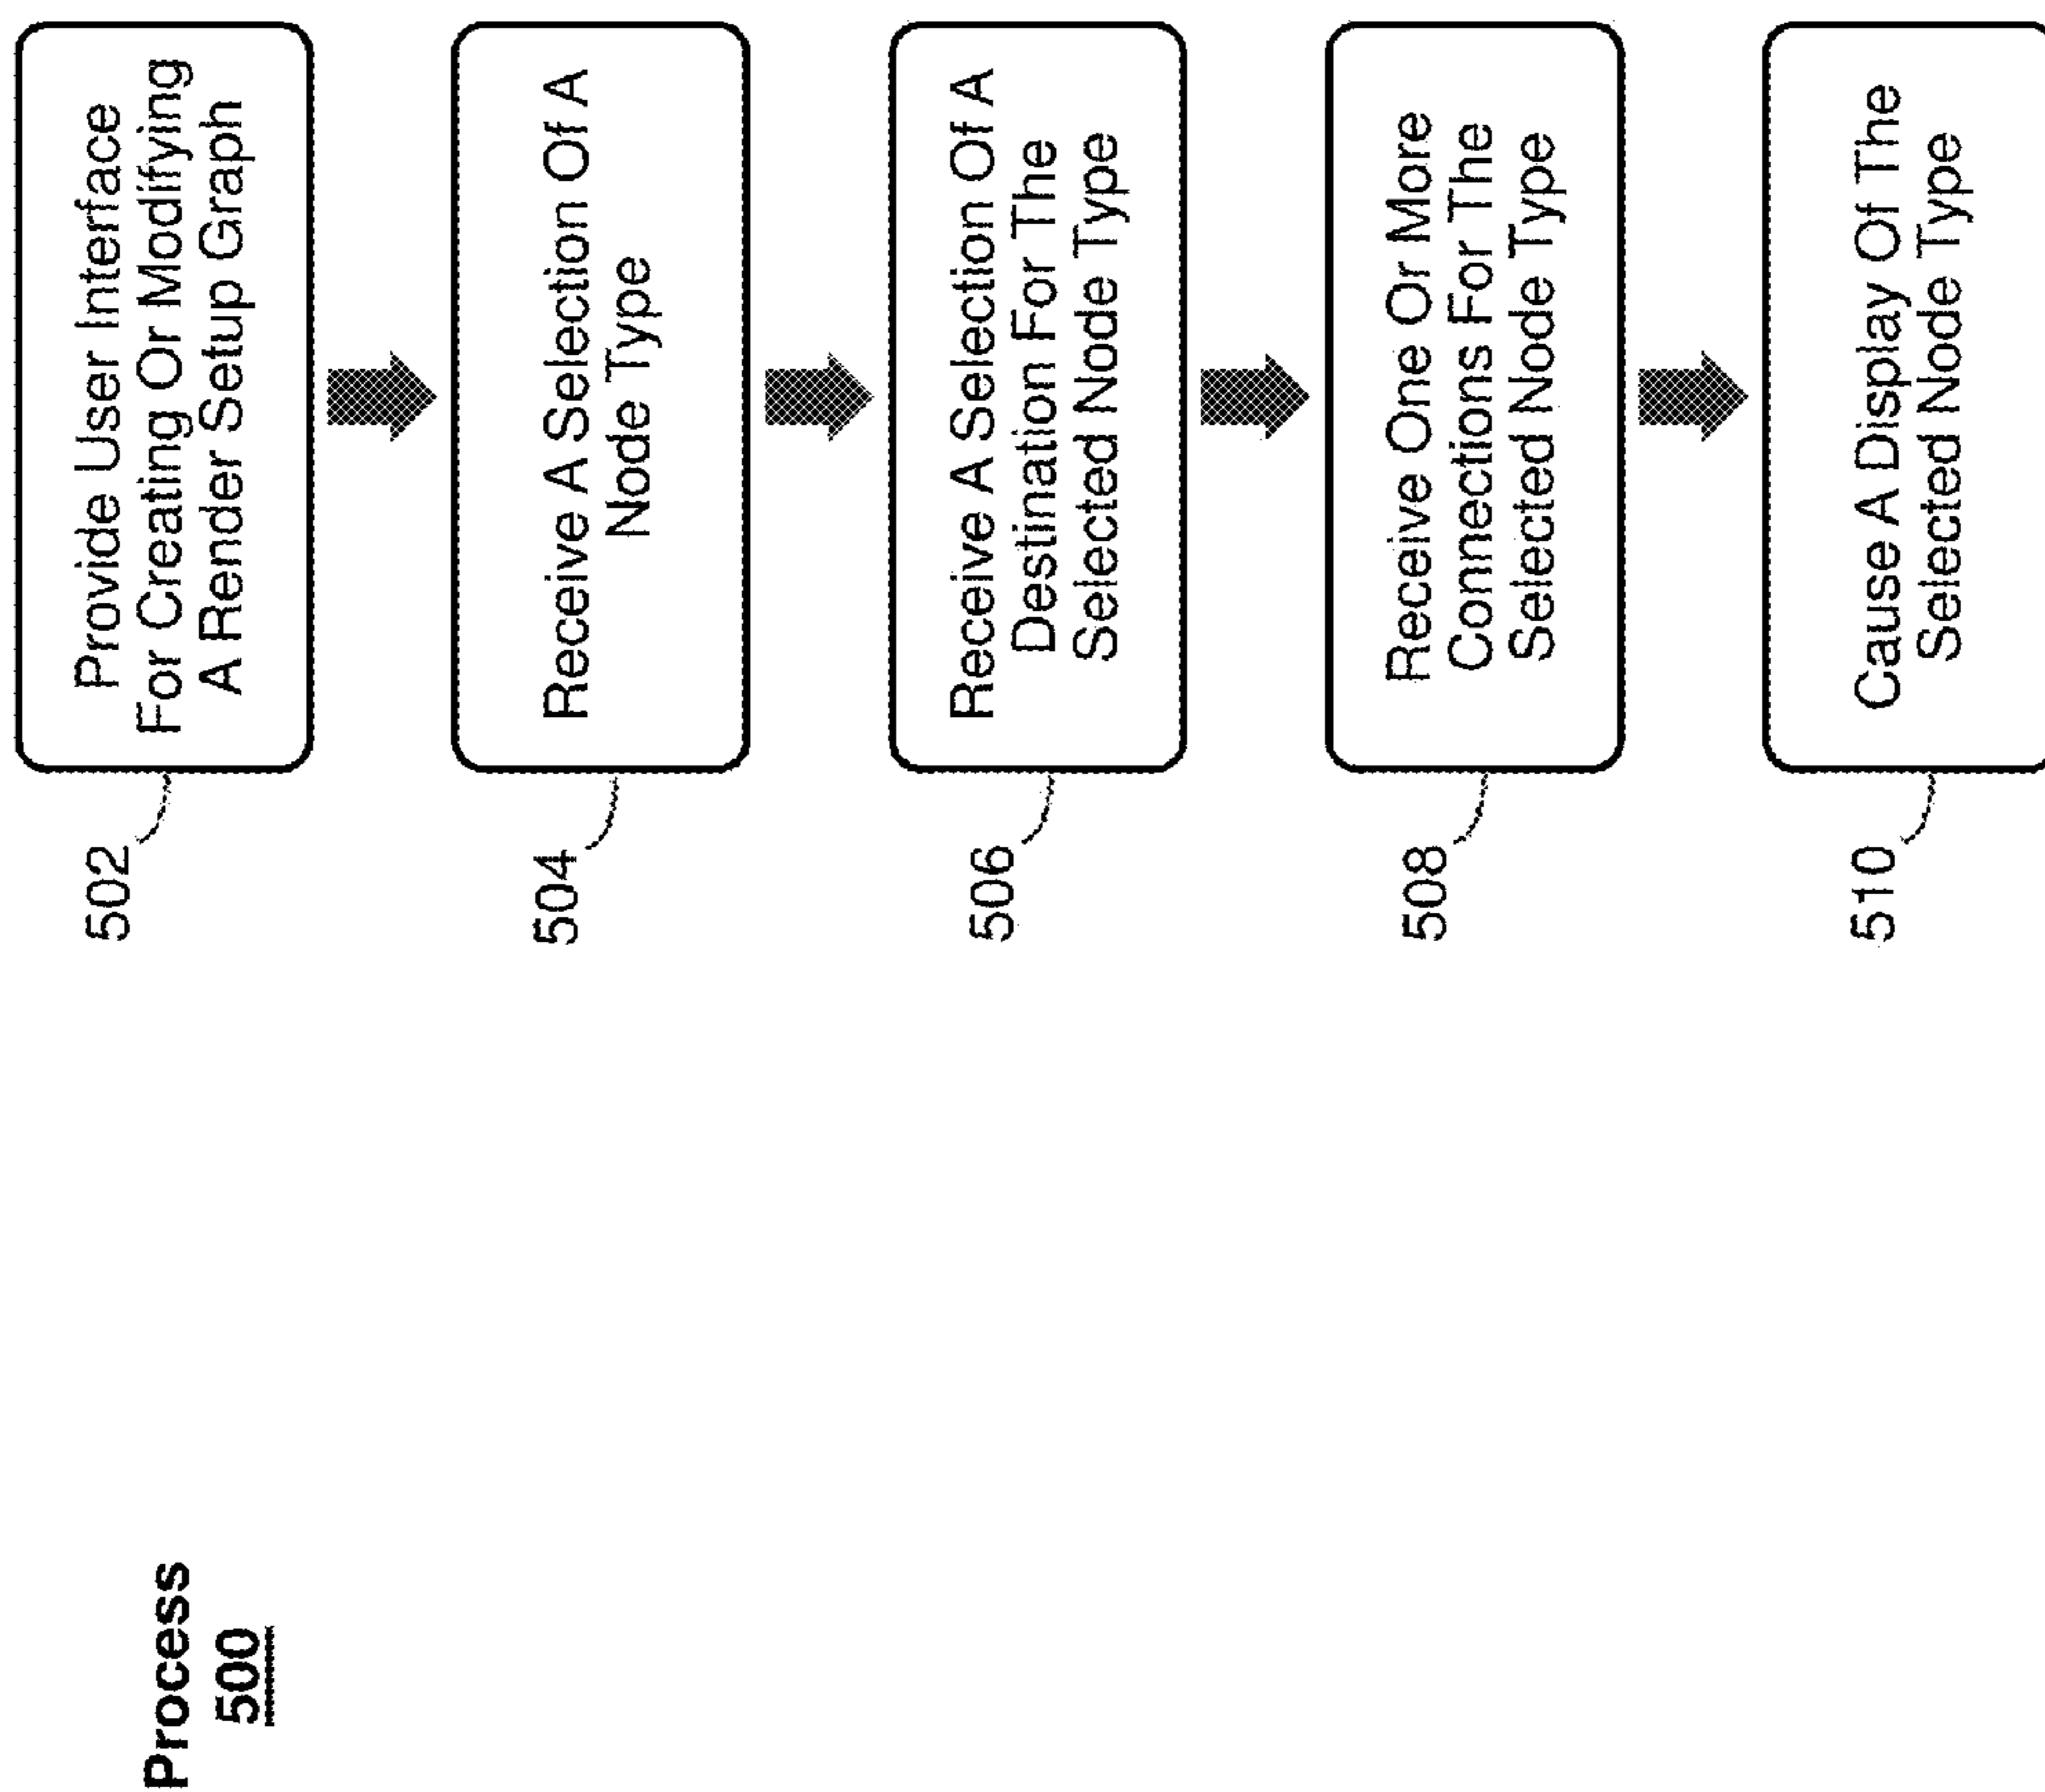 Process
500
502
Provide User Interface
For Creating Or Modifying
A Render Setup Graph
504
Receive A Selection Of A
Node Type
506
Receive A Selection Of A
Destination For The
Selected Node Type
508
Receive One Or More
Connections For The
Selected Node Type
510
Cause A Display Of The
Selected Node Type